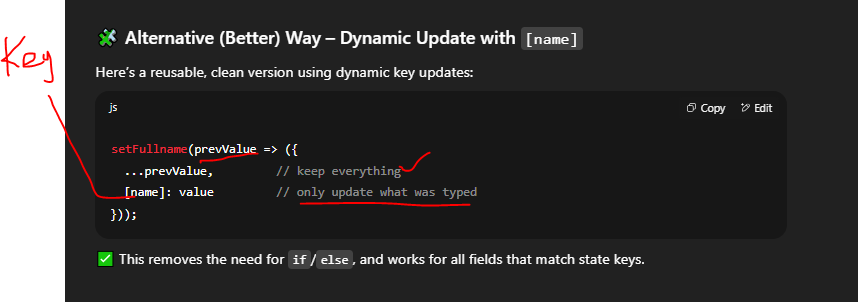 🧩 Alternative (Better) Way – Dynamic Update with [name]
Key
Here's a reusable, clean version using dynamic key updates:
js
Copy
Edit
setFullname(prevValue => ({
...prevValue, // keep everything
[name]: value // only update what was typed
}));
✅ This removes the need for if/else, and works for all fields that match state keys.